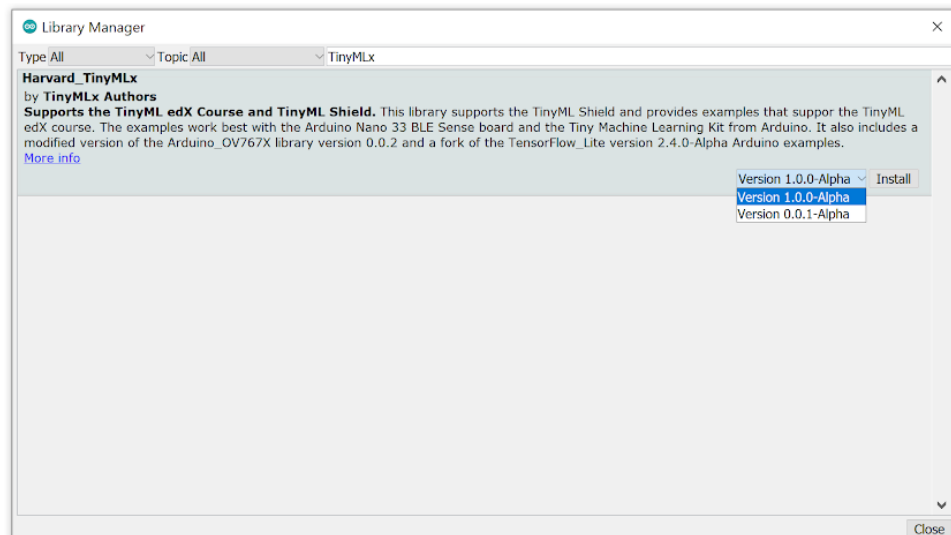 Library Manager
Type All Topic All TinyMLx
Harvard_TinyMLx
by TinyMLx Authors
Supports the TinyML edX Course and TinyML Shield. This library supports the TinyML Shield and provides examples that suppor the TinyML
edX course. The examples work best with the Arduino Nano 33 BLE Sense board and the Tiny Machine Learning Kit from Arduino. It also includes a
modified version of the Arduino_OV767X library version 0.0.2 and a fork of the TensorFlow_Lite version 2.4.0-Alpha Arduino examples.
More info
Version 1.0.0-Alpha Install
Version 1.0.0-Alpha
Version 0.0.1-Alpha
Close